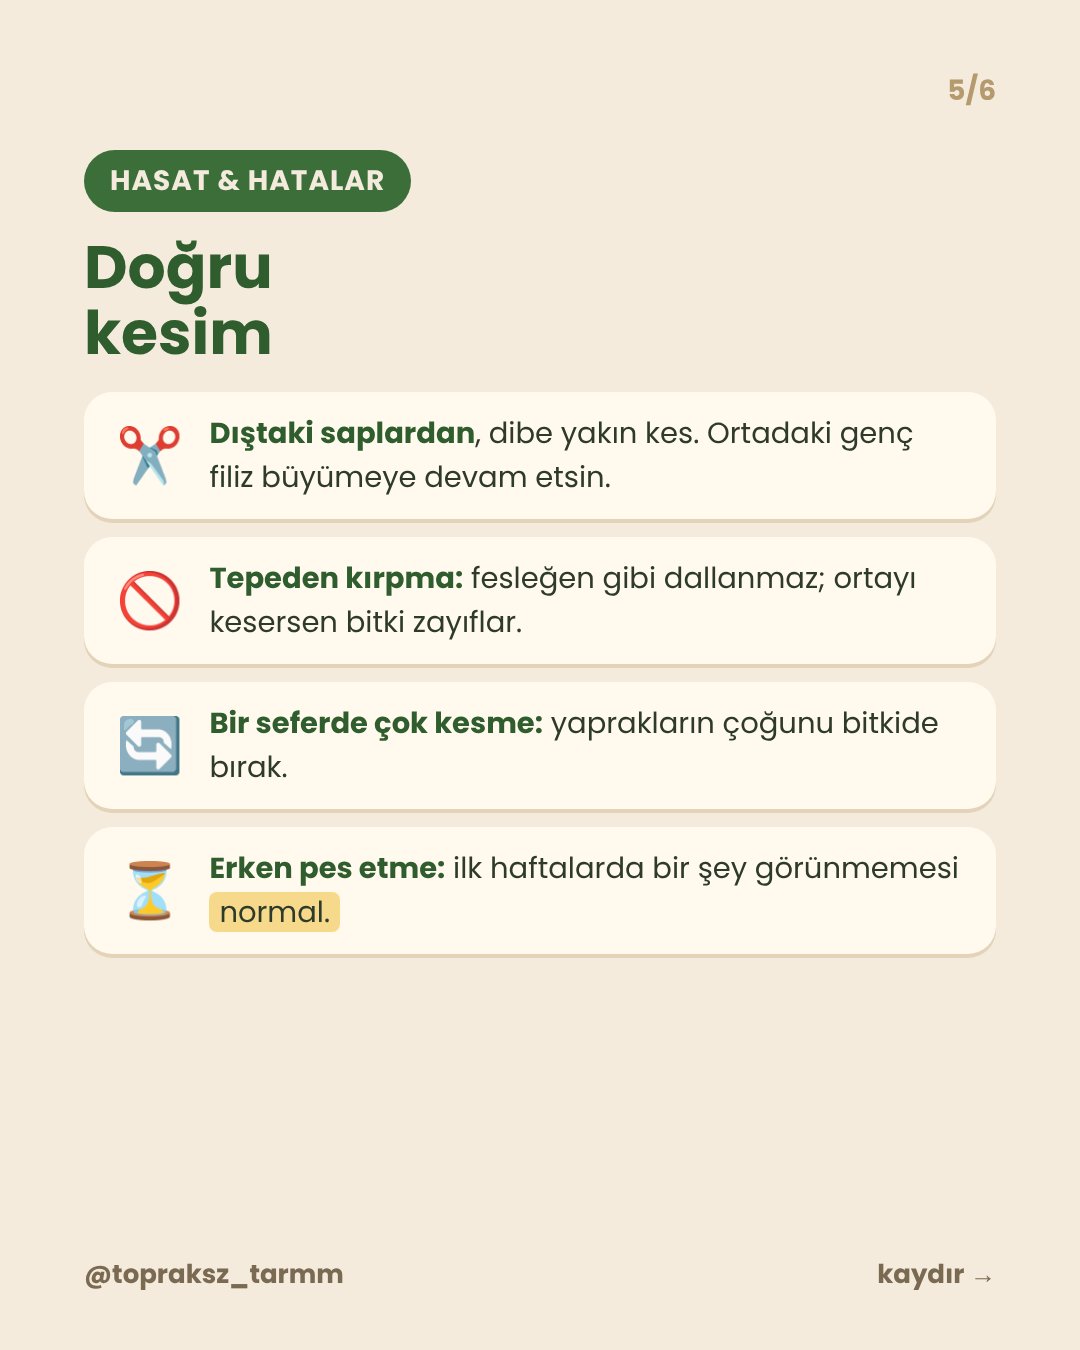 5/6
HASAT & HATALAR
Doğru
kesim
Dıştaki saplardan, dibe yakın kes. Ortadaki genç
filiz büyümeye devam etsin.
Tepeden kırpma: fesleğen gibi dallanmaz; ortayı
kesersen bitki zayıflar.
Bir seferde çok kesme: yaprakların çoğunu bitkide
bırak.
Erken pes etme: ilk haftalarda bir şey görünmemesi
normal.
@topraksz_tarmm
kaydır →